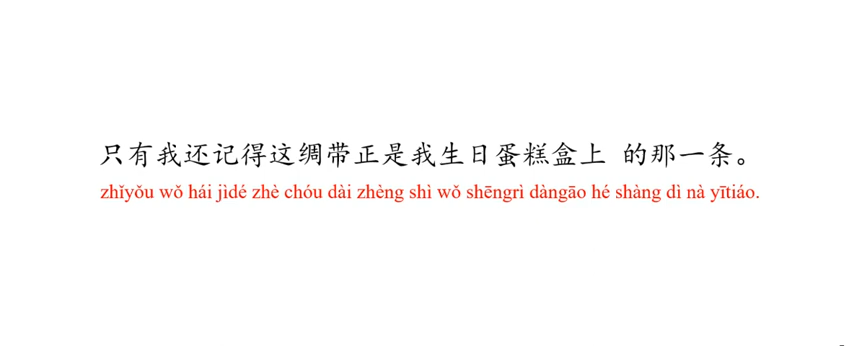 只有我还记得这绸带正是我生日蛋糕盒上 的那一条。
zhǐyǒu wǒ hái jìdé zhè chóu dài zhèng shì wǒ shēngrì dàngāo hé shàng dì nà yītiáo.